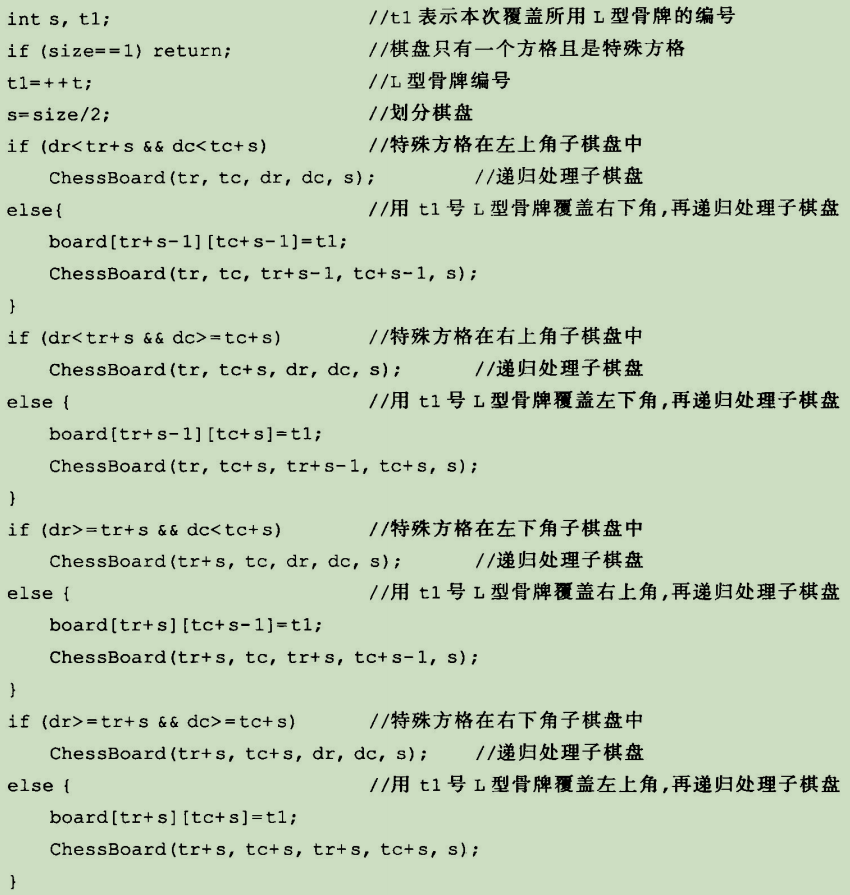 int s, t1; //t1 表示本次覆盖所用 L 型骨牌的编号
if (size==1) return; //棋盘只有一个方格且是特殊方格
t1=++t; //L 型骨牌编号
s=size/2; //划分棋盘
if (dr<tr+s && dc<tc+s) //特殊方格在左上角子棋盘中
    ChessBoard(tr, tc, dr, dc, s); //递归处理子棋盘
else{ //用 t1 号 L 型骨牌覆盖右下角,再递归处理子棋盘
    board[tr+s-1][tc+s-1]=t1;
    ChessBoard(tr, tc, tr+s-1, tc+s-1, s);
}
if (dr<tr+s && dc>=tc+s) //特殊方格在右上角子棋盘中
    ChessBoard(tr, tc+s, dr, dc, s); //递归处理子棋盘
else { //用 t1 号 L 型骨牌覆盖左下角,再递归处理子棋盘
    board[tr+s-1][tc+s]=t1;
    ChessBoard(tr, tc+s, tr+s-1, tc+s, s);
}
if (dr>=tr+s && dc<tc+s) //特殊方格在左下角子棋盘中
    ChessBoard(tr+s, tc, dr, dc, s); //递归处理子棋盘
else { //用 t1 号 L 型骨牌覆盖右上角,再递归处理子棋盘
    board[tr+s][tc+s-1]=t1;
    ChessBoard(tr+s, tc, tr+s, tc+s-1, s);
}
if (dr>=tr+s && dc>=tc+s) //特殊方格在右下角子棋盘中
    ChessBoard(tr+s, tc+s, dr, dc, s); //递归处理子棋盘
else { //用 t1 号 L 型骨牌覆盖左上角,再递归处理子棋盘
    board[tr+s][tc+s]=t1;
    ChessBoard(tr+s, tc+s, tr+s, tc+s, s);
}